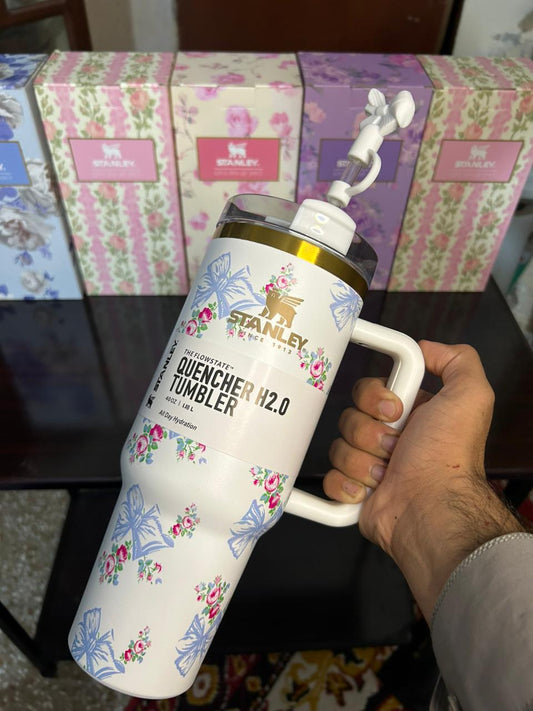 STANLEY
STANLEY
STANLEY
STANLEY
SINCE 1913
THE FLOWSTATE™
QUENCHER H2.0
TUMBLER
40 OZ | 1.18 L
All Day Hydration
STANLEY